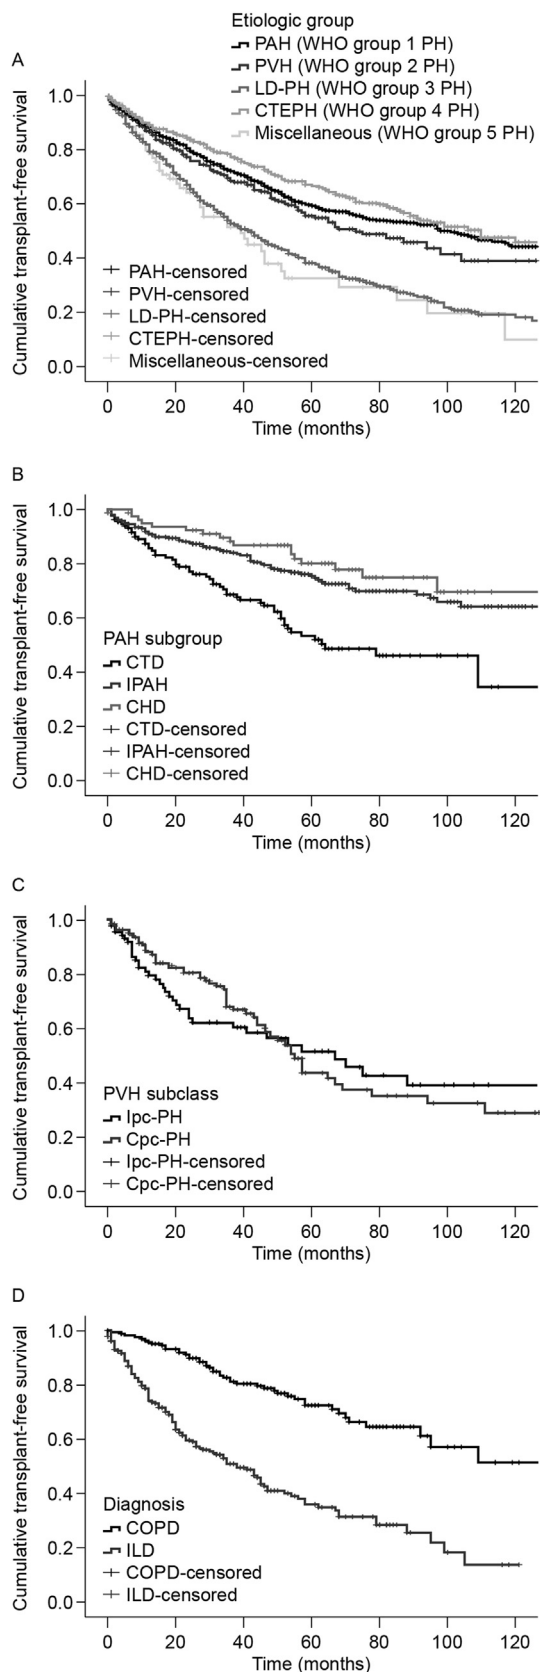 Etiologic group
PAH (WHO group 1 PH)
PVH (WHO group 2 PH)
LD-PH (WHO group 3 PH)
CTEPH (WHO group 4 PH)
Miscellaneous (WHO group 5 PH)
A
Cumulative transplant-free survival
1.0
0.8
0.6
0.4
0.2
0.0
PAH-censored
PVH-censored
LD-PH-censored
CTEPH-censored
Miscellaneous-censored
0 20 40 60 80 100 120
Time (months)
B
Cumulative transplant-free survival
1.0
0.8
0.6
0.4
0.2
0.0
PAH subgroup
CTD
IPAH
CHD
CTD-censored
IPAH-censored
CHD-censored
0 20 40 60 80 100 120
Time (months)
C
Cumulative transplant-free survival
1.0
0.8
0.6
0.4
0.2
0.0
PVH subclass
Ipc-PH
Cpc-PH
Ipc-PH-censored
Cpc-PH-censored
0 20 40 60 80 100 120
Time (months)
D
Cumulative transplant-free survival
1.0
0.8
0.6
0.4
0.2
0.0
Diagnosis
COPD
ILD
COPD-censored
ILD-censored
0 20 40 60 80 100 120
Time (months)